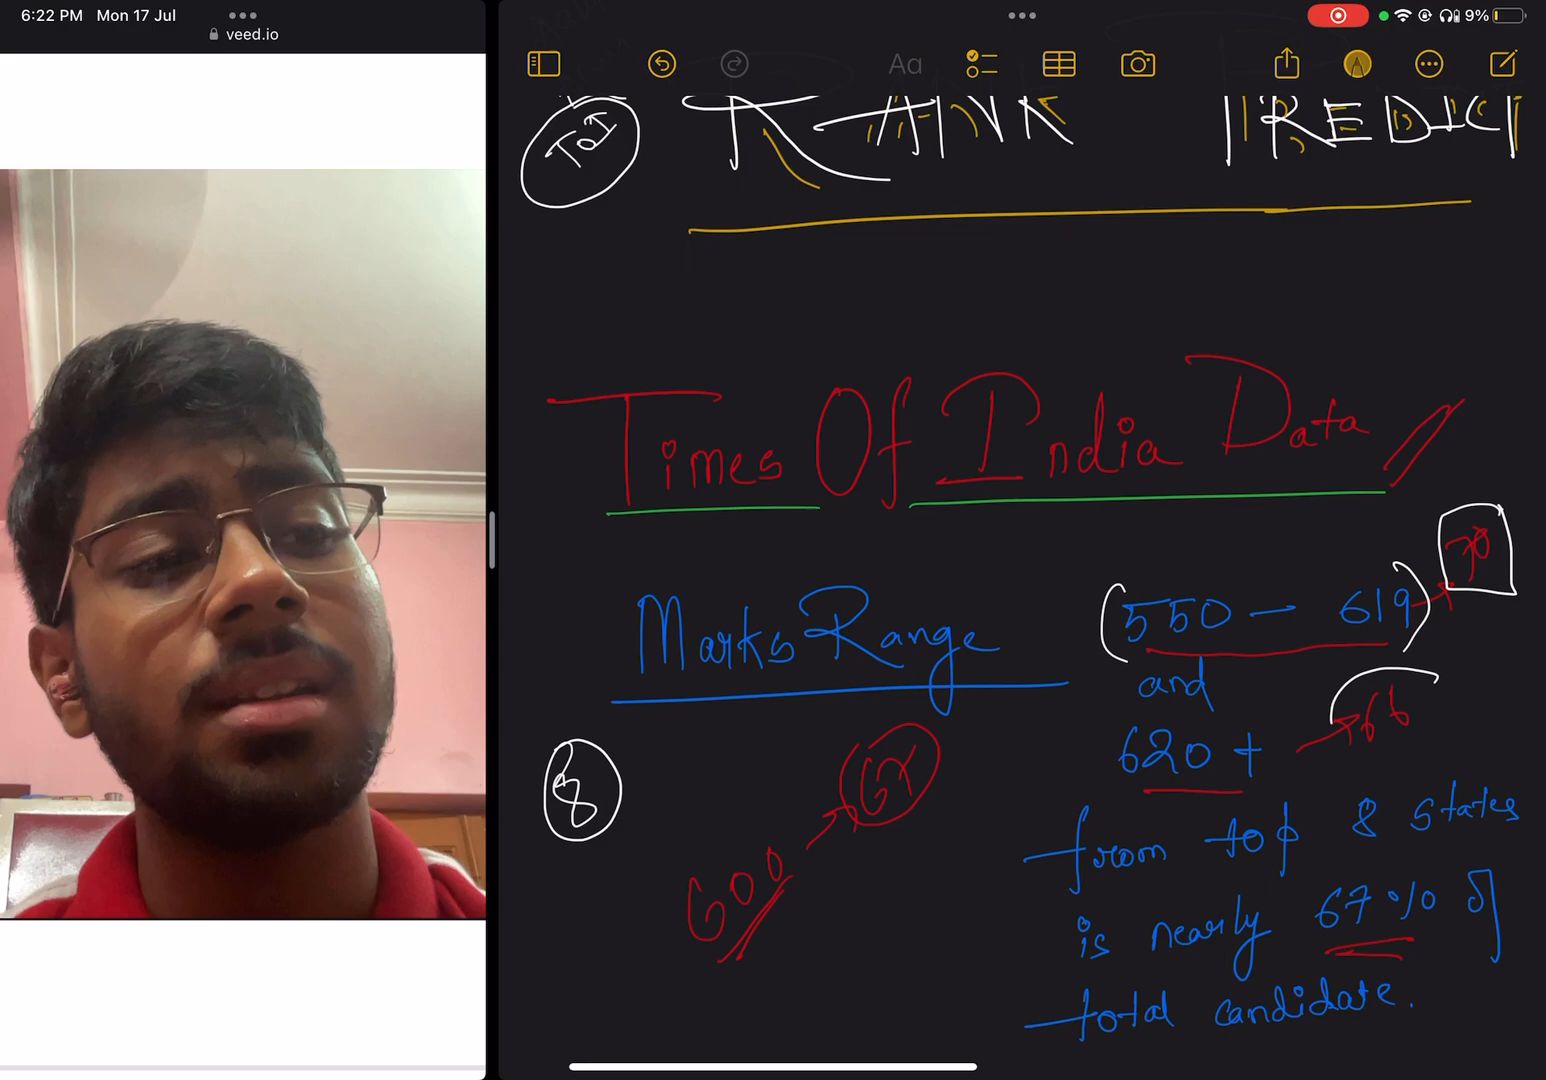 6:22 PM Mon 17 Jul
veed.io
9%
Aa
TOI
RANK PREDICT
Times Of India Data
Marks Range
(550 - 619) → 70
and
620 + → 66
8
600 → 67
from top 8 states
is nearly 67% of
total candidate.